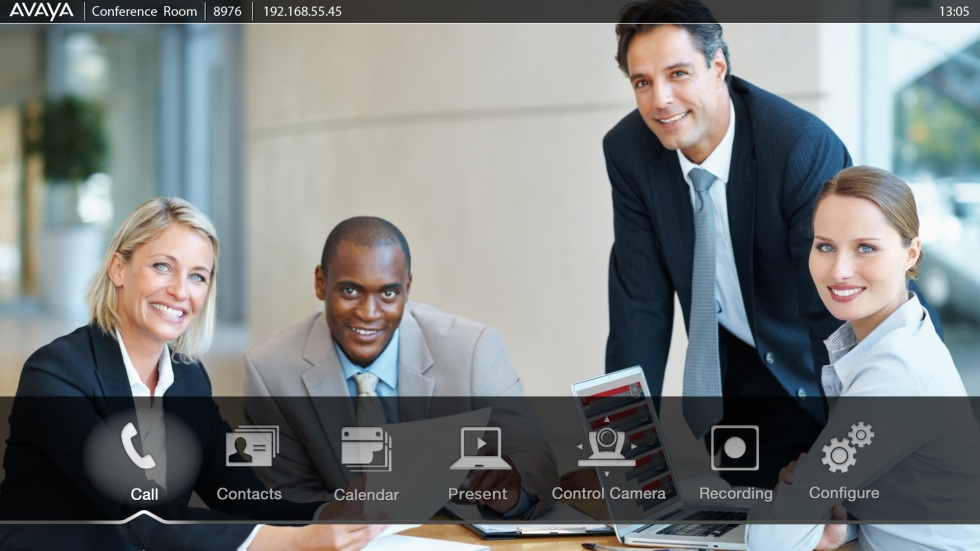 AVAYA Conference Room 8976 192.168.55.45 13:05
Call Contacts Calendar Present Control Camera Recording Configure